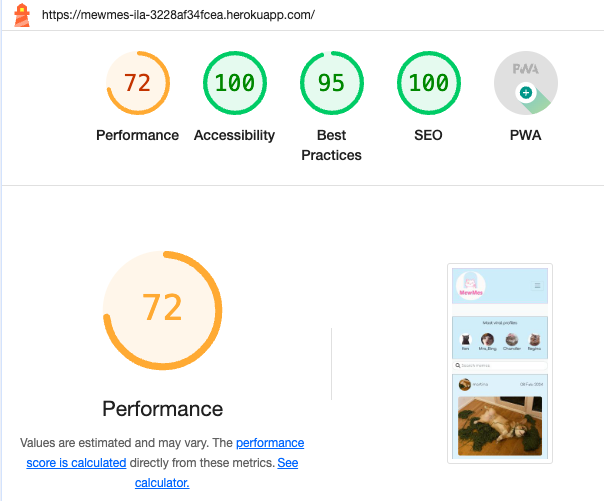 https://mewmes-ila-3228af34fcea.herokuapp.com/
72 100 95 100 PWA
Performance Accessibility Best Practices SEO PWA
72
Performance
Values are estimated and may vary. The performance
score is calculated directly from these metrics. See
calculator.
MewMes
Most viral profiles
Chandler